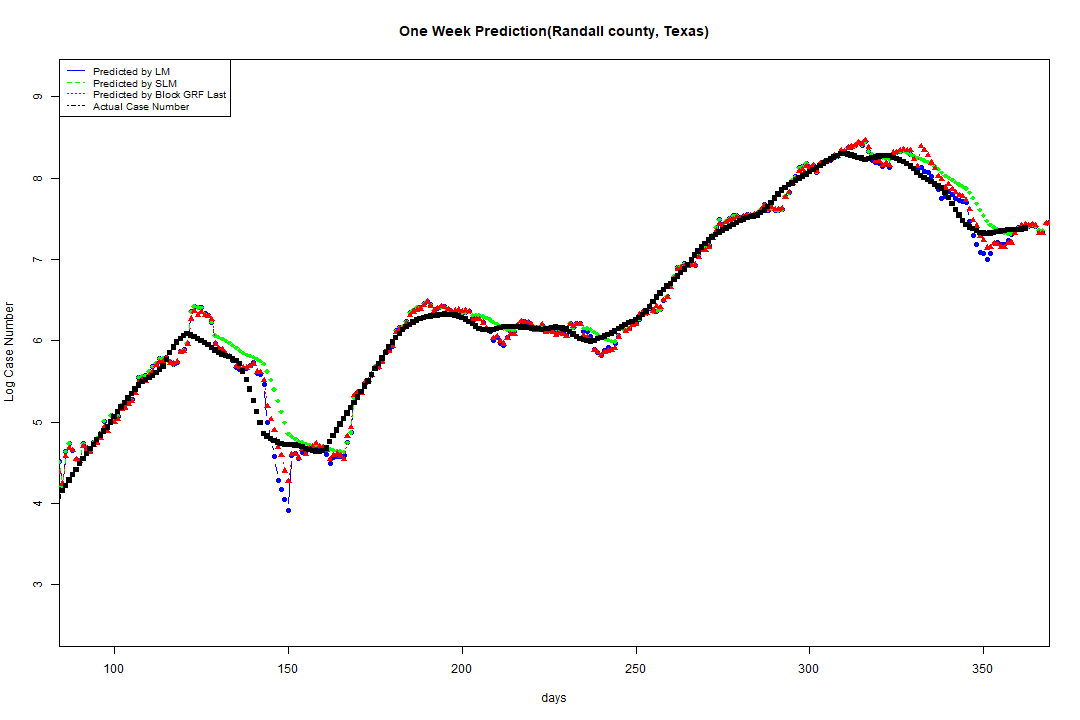 One Week Prediction(Randall county, Texas)
Predicted by LM
Predicted by SLM
Predicted by Block GRF Last
Actual Case Number
9
8
7
6
5
4
3
Log Case Number
100 150 200 250 300 350
days